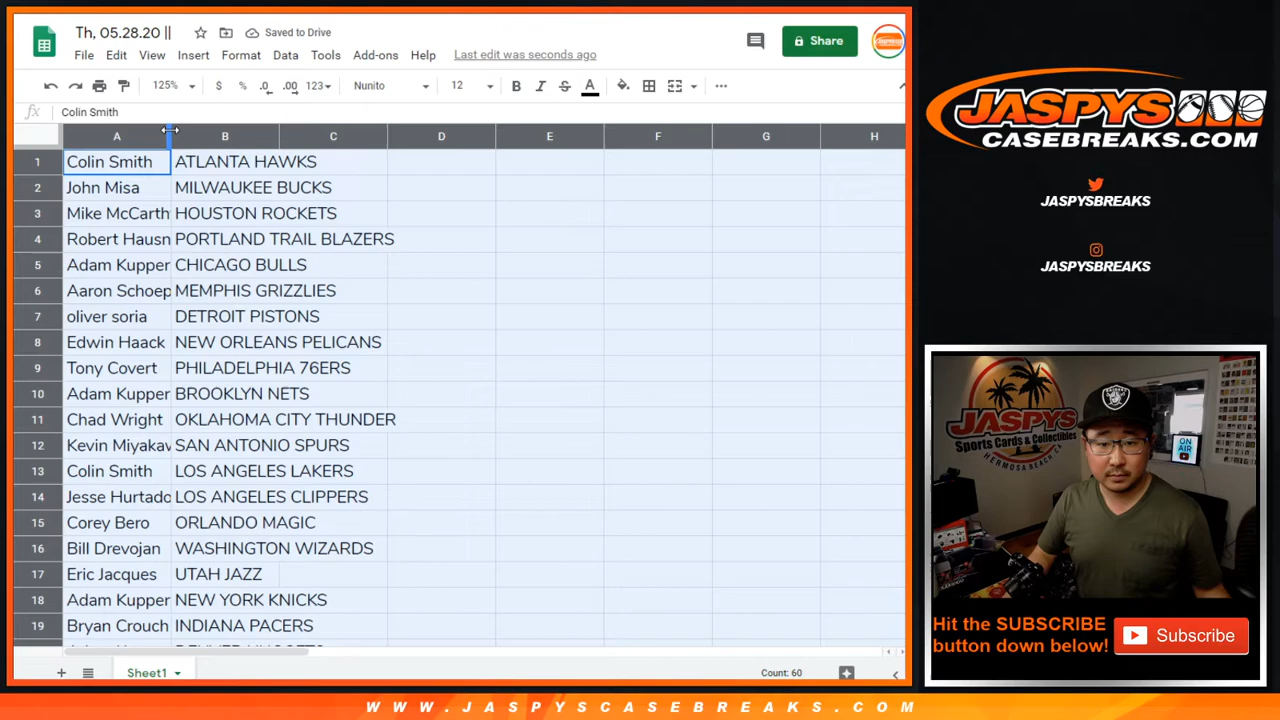 Th, 05.28.20 ||
Saved to Drive
File Edit View Insert Format Data Tools Add-ons Help Last edit was seconds ago
Share
125% $ % .0 .00 123 Nunito 12 B I S A
fx Colin Smith
A B C D E F G H
1 Colin Smith ATLANTA HAWKS
2 John Misa MILWAUKEE BUCKS
3 Mike McCarth HOUSTON ROCKETS
4 Robert Hausn PORTLAND TRAIL BLAZERS
5 Adam Kupper CHICAGO BULLS
6 Aaron Schoep MEMPHIS GRIZZLIES
7 oliver soria DETROIT PISTONS
8 Edwin Haack NEW ORLEANS PELICANS
9 Tony Covert PHILADELPHIA 76ERS
10 Adam Kupper BROOKLYN NETS
11 Chad Wright OKLAHOMA CITY THUNDER
12 Kevin Miyakav SAN ANTONIO SPURS
13 Colin Smith LOS ANGELES LAKERS
14 Jesse Hurtado LOS ANGELES CLIPPERS
15 Corey Bero ORLANDO MAGIC
16 Bill Drevojan WASHINGTON WIZARDS
17 Eric Jacques UTAH JAZZ
18 Adam Kupper NEW YORK KNICKS
19 Bryan Crouch INDIANA PACERS
Sheet1
Count: 60
JASPYS
CASEBREAKS.COM
JASPYSBREAKS
JASPYSBREAKS
JASPYS
Sports Cards & Collectibles
HERMOSA BEACH, CA
ON
AIR
Hit the SUBSCRIBE
button down below!
Subscribe
WWW.JASPYSCASEBREAKS.COM